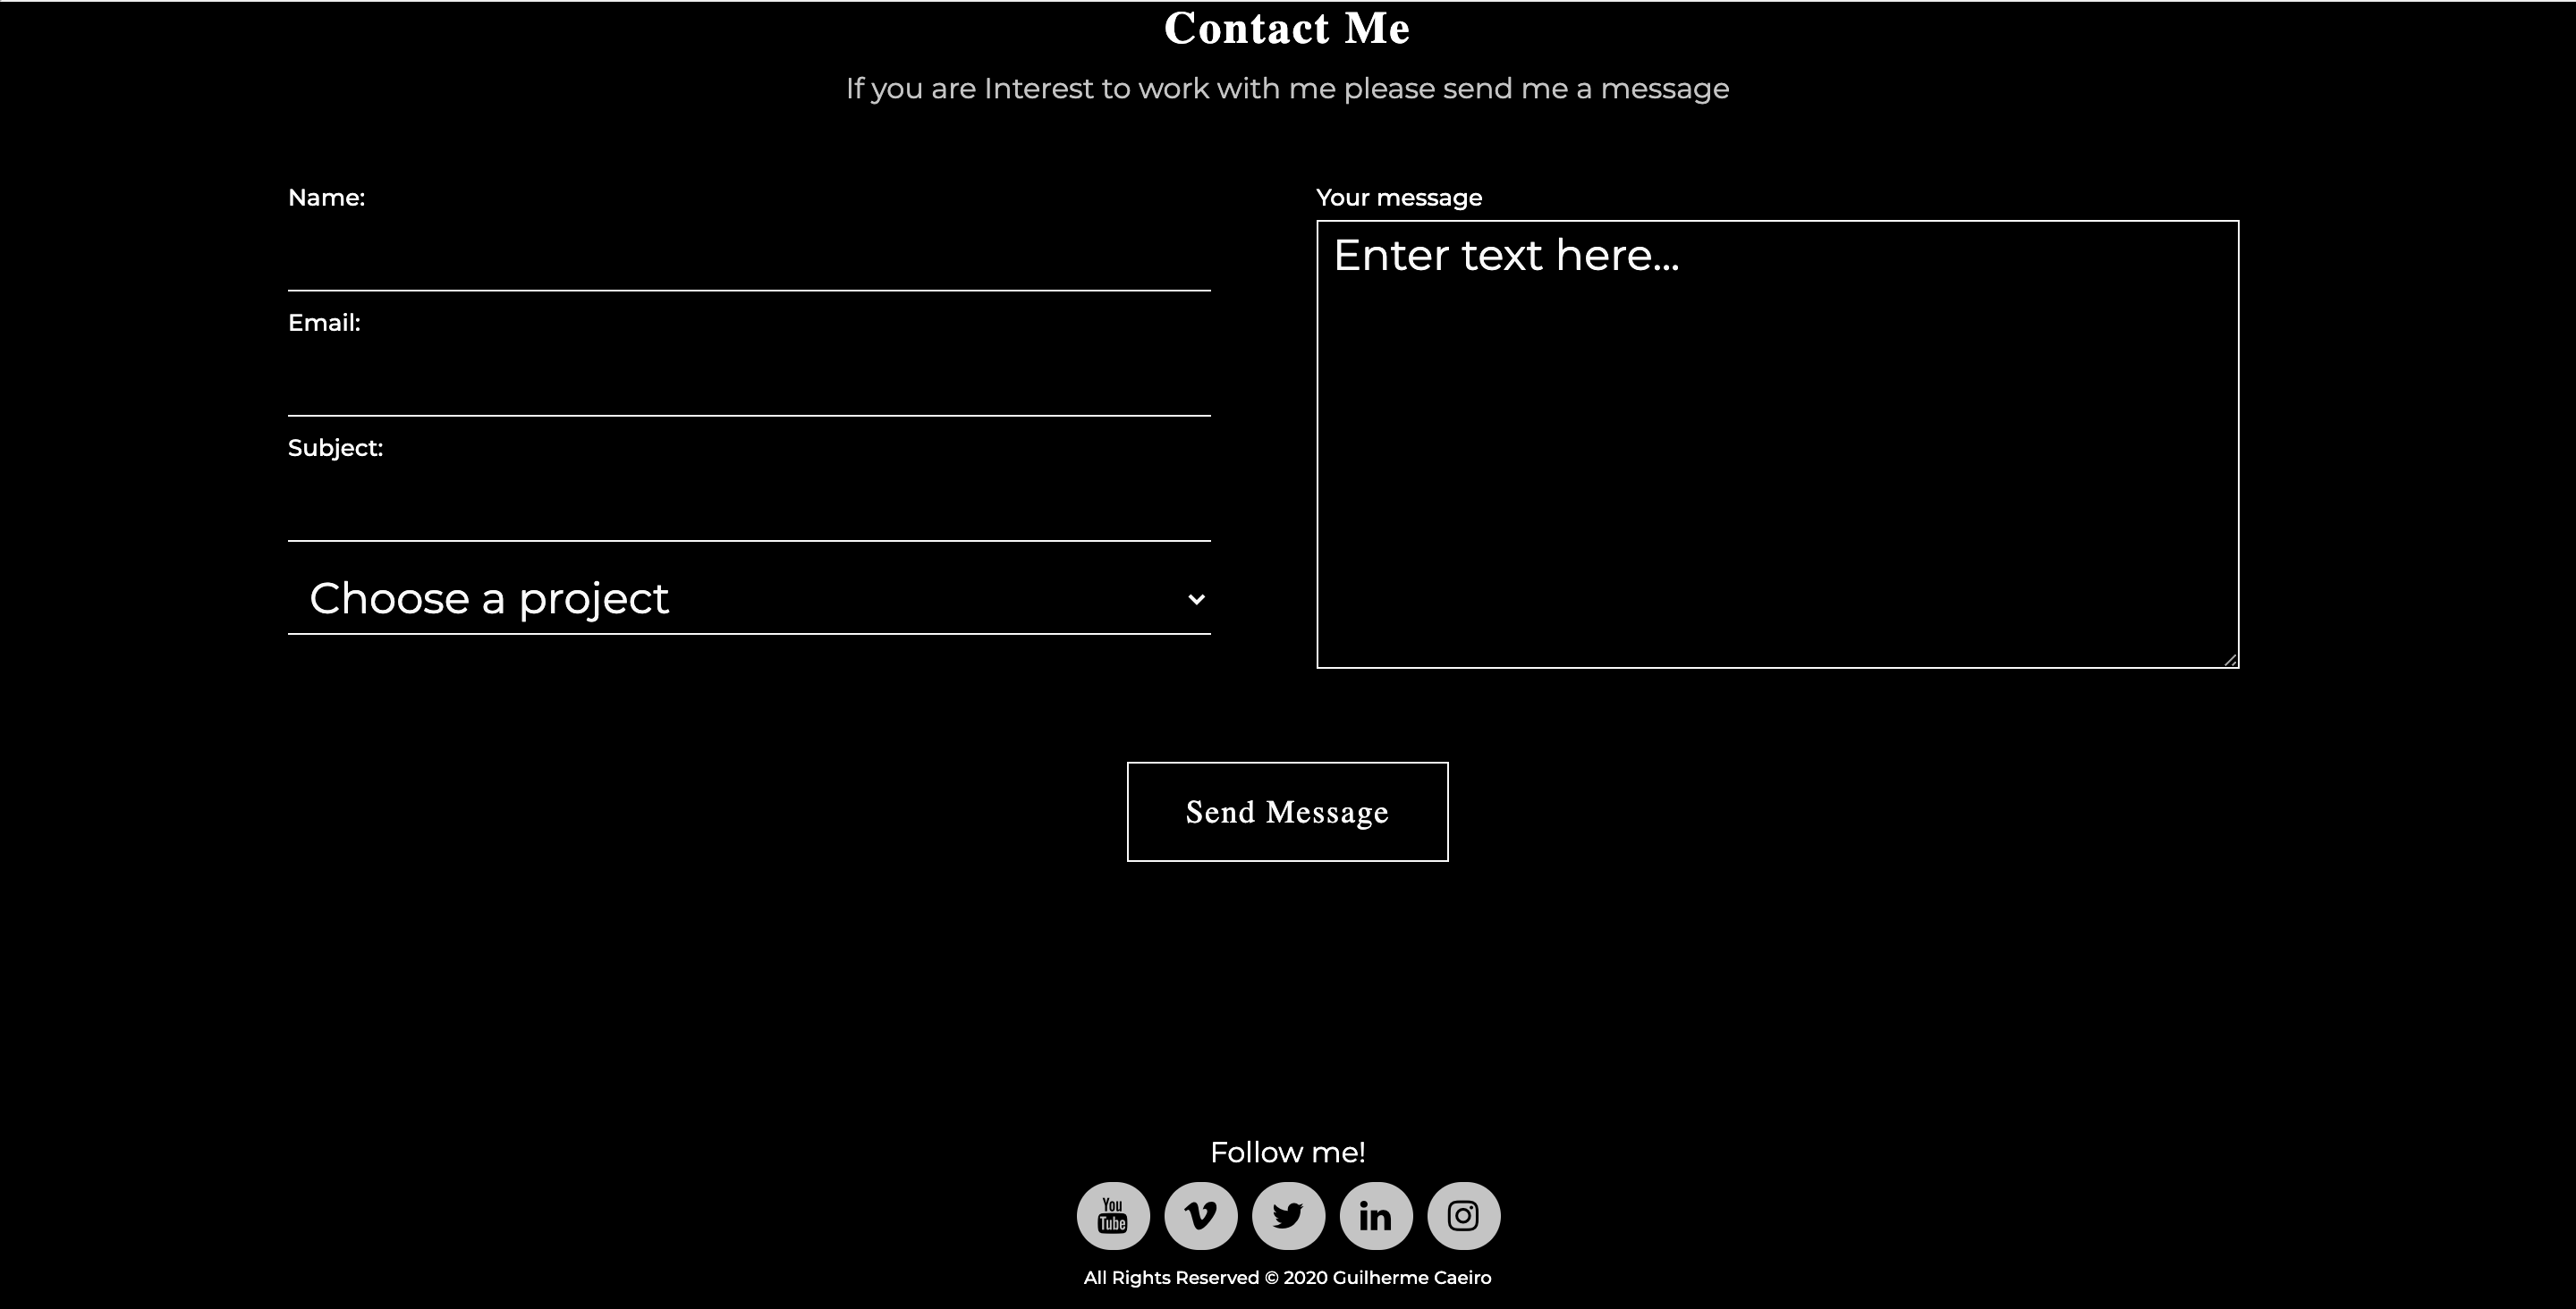 Contact Me
If you are Interest to work with me please send me a message
Name:
Email:
Subject:
Choose a project
Your message
Enter text here...
Send Message
Follow me!
You
Tube
in
All Rights Reserved © 2020 Guilherme Caeiro